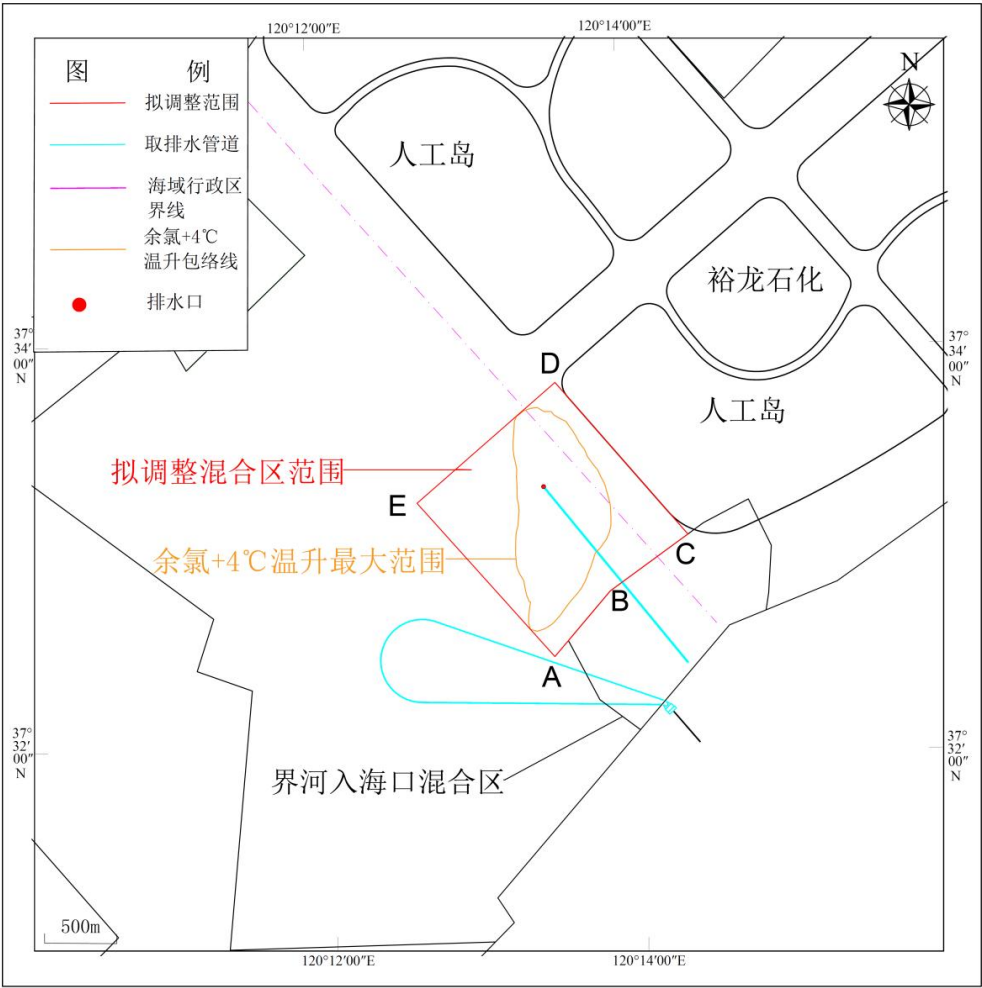 120°12′00″E
120°14′00″E
图 例
拟调整范围
取排水管道
海域行政区
界线
余氯+4℃
温升包络线
排水口
N
人工岛
裕龙石化
人工岛
37°
34′
00″
N
37°
34′
00″
N
D
拟调整混合区范围
E
余氯+4℃温升最大范围
C
B
A
37°
32′
00″
N
37°
32′
00″
N
界河入海口混合区
500m
120°12′00″E
120°14′00″E